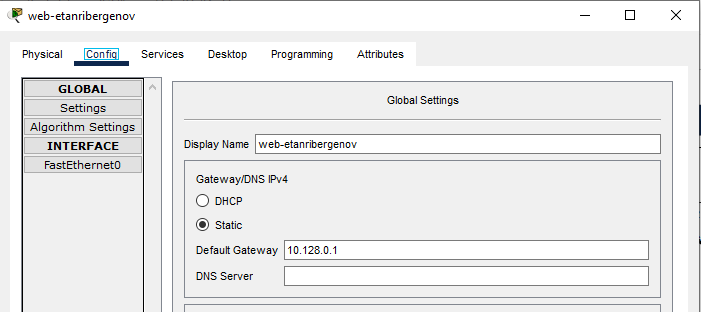 web-etanribergenov
Physical Config Services Desktop Programming Attributes
GLOBAL
Settings
Algorithm Settings
INTERFACE
FastEthernet0
Global Settings
Display Name web-etanribergenov
Gateway/DNS IPv4
DHCP
Static
Default Gateway 10.128.0.1
DNS Server